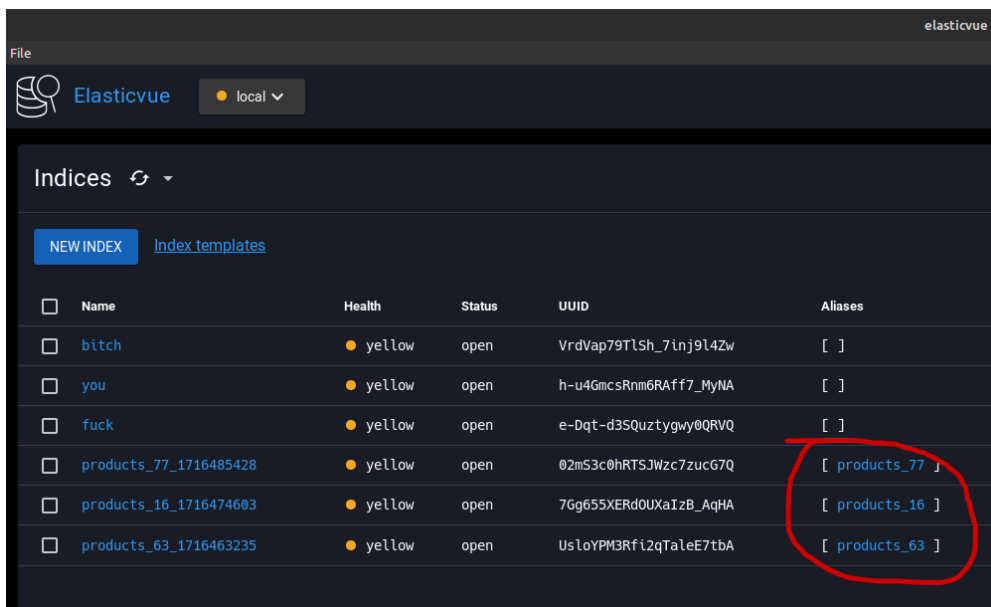 elasticvue
File
Elasticvue local
Indices
NEW INDEX Index templates
Name Health Status UUID Aliases
bitch yellow open VrdVap79TlSh_7inj9l4Zw [ ]
you yellow open h-u4GmcsRnm6RAff7_MyNA [ ]
fuck yellow open e-Dqt-d3SQuztygwy0QRVQ [ ]
products_77_1716485428 yellow open 02mS3c0hRTSJWzc7zucG7Q [ products_77 ]
products_16_1716474603 yellow open 7Gg655XERdOUXaIzB_AqHA [ products_16 ]
products_63_1716463235 yellow open UsloYPM3Rfi2qTaleE7tbA [ products_63 ]